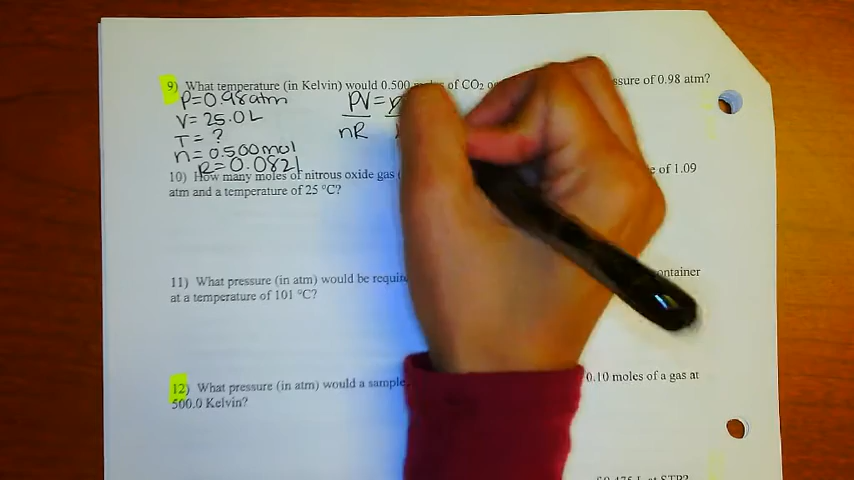 9) What temperature (in Kelvin) would 0.500 moles of CO₂ ssure of 0.98 atm?
P=0.98atm
V= 25.0L
T= ?
n= 0.500mol
R=0.0821
PV=
nR
10) How many moles of nitrous oxide gas e of 1.09
atm and a temperature of 25 °C?
11) What pressure (in atm) would be requir ontainer
at a temperature of 101 °C?
12) What pressure (in atm) would a sample 0.10 moles of a gas at
500.0 Kelvin?
at STP?